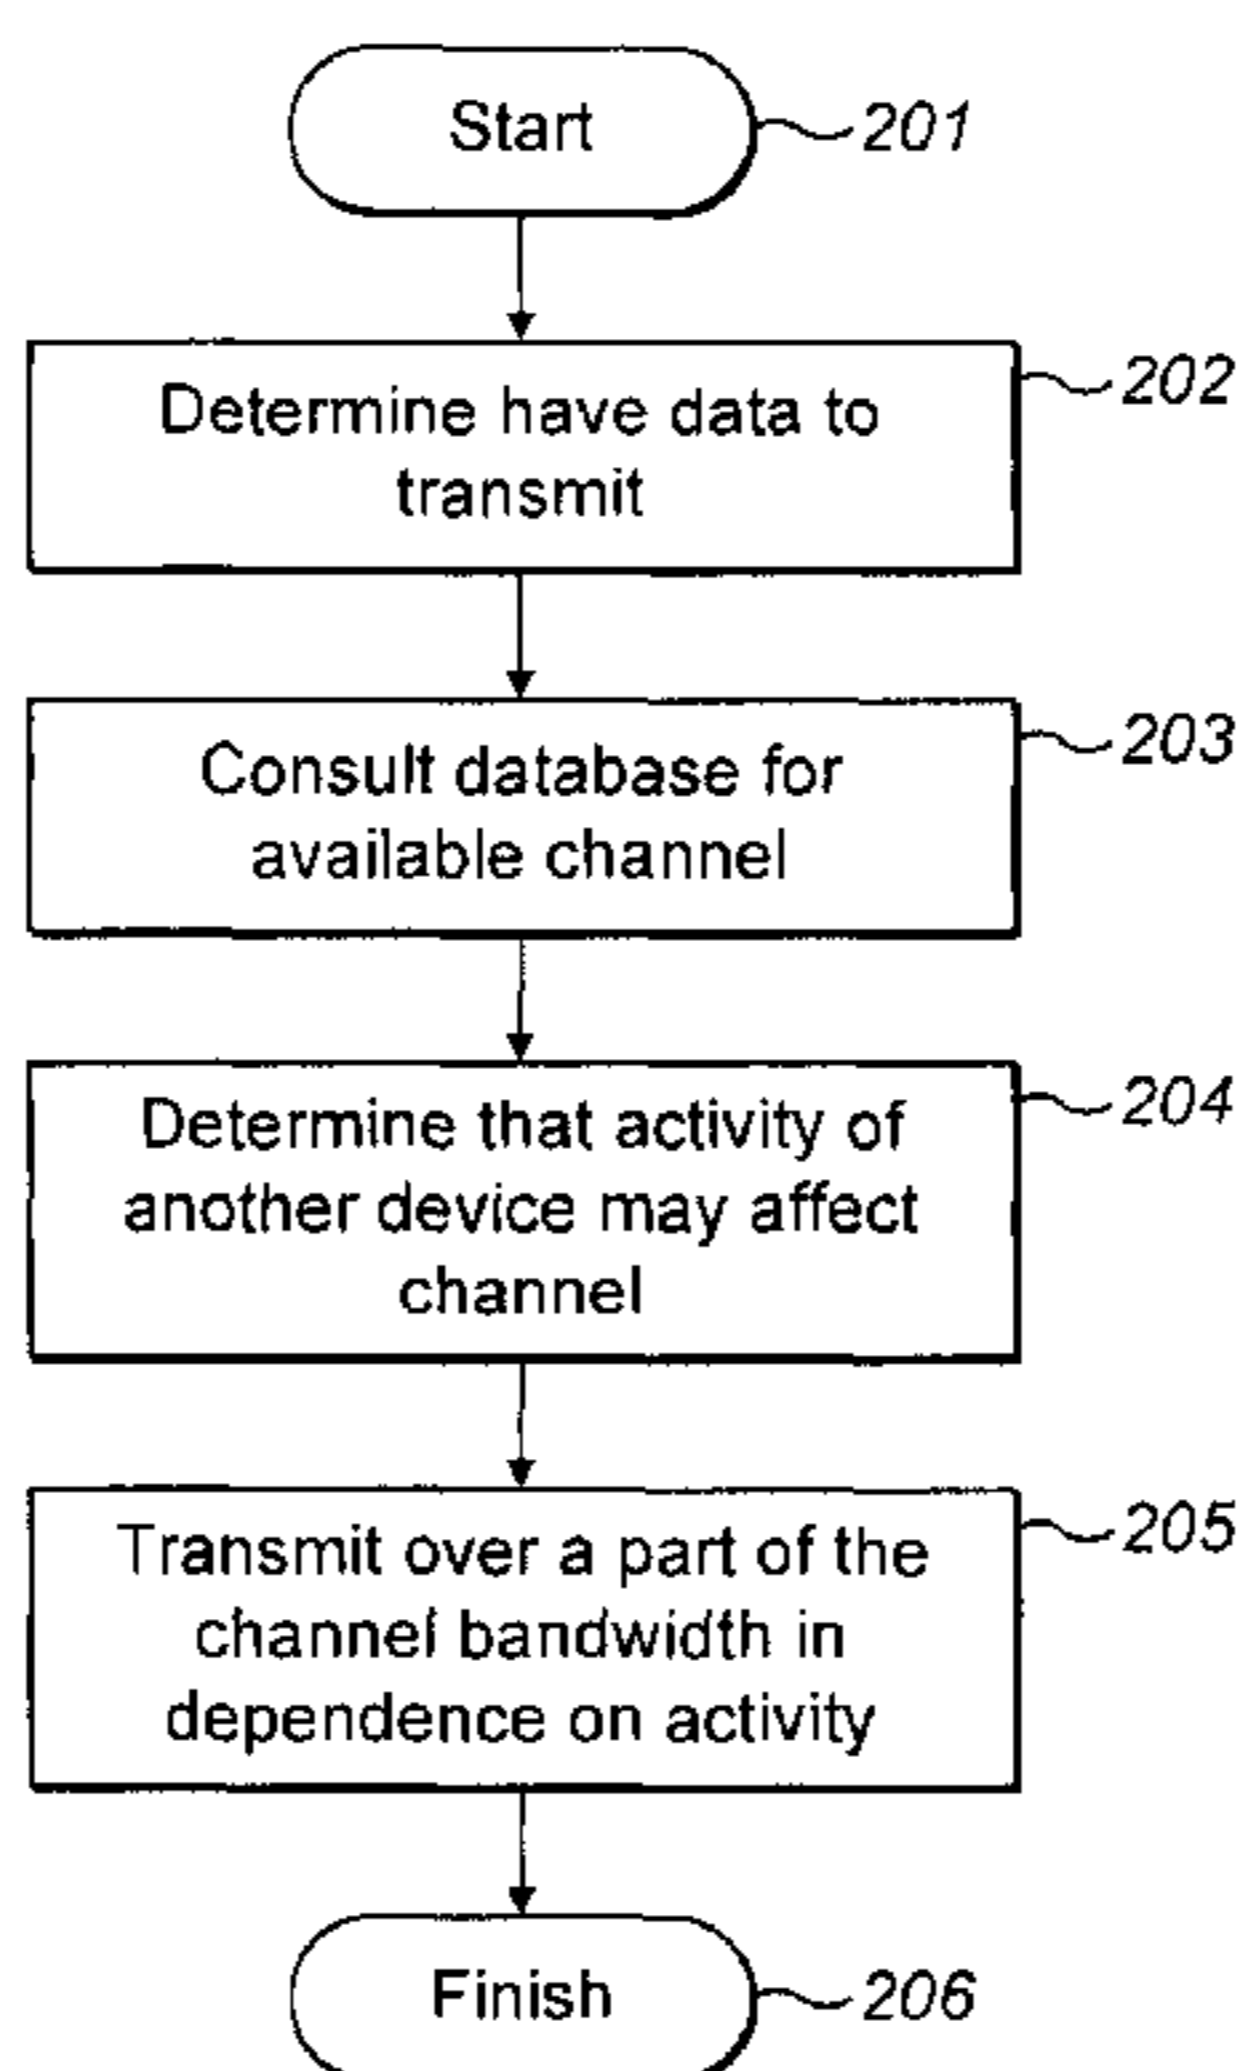 Start
201
Determine have data to
transmit
202
Consult database for
available channel
203
Determine that activity of
another device may affect
channel
204
Transmit over a part of the
channel bandwidth in
dependence on activity
205
Finish
206